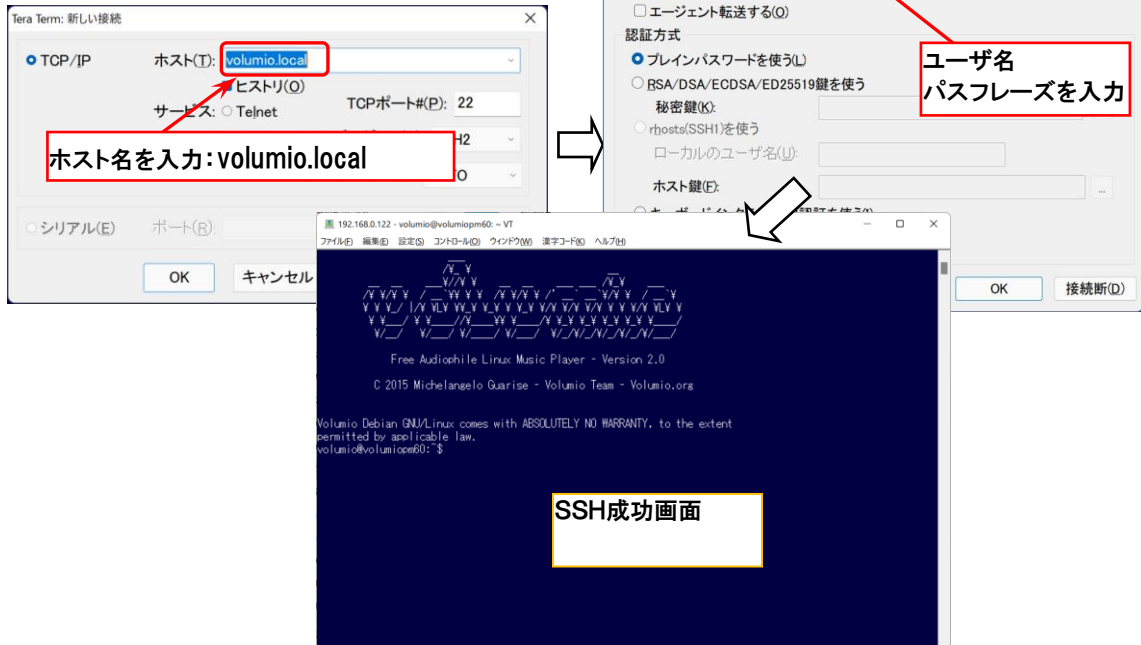 Tera Term: 新しい接続
TCP/IP
ホスト(T):
volumio.local
ヒストリ(O)
サービス:
Telnet
TCPポート#(P):
22
ホスト名を入力：volumio.local
シリアル(E)
ポート(R):
OK
キャンセル
エージェント転送する(O)
認証方式
プレインパスワードを使う(L)
RSA/DSA/ECDSA/ED25519鍵を使う
秘密鍵(K):
rhosts(SSH1)を使う
ローカルのユーザ名(U):
ホスト鍵(F):
...
ユーザ名
パスフレーズを入力
OK
接続断(D)
192.168.0.122 - volumio@volumiopm60: ~ VT
ファイル(F) 編集(E) 設定(S) コントロール(O) ウィンドウ(W) 漢字コード(K) ヘルプ(H)
Free Audiophile Linux Music Player - Version 2.0
C 2015 Michelangelo Guarise - Volumio Team - Volumio.org
Volumio Debian GNU/Linux comes with ABSOLUTELY NO WARRANTY, to the extent
permitted by applicable law.
volumio@volumiopm60:~$
SSH成功画面